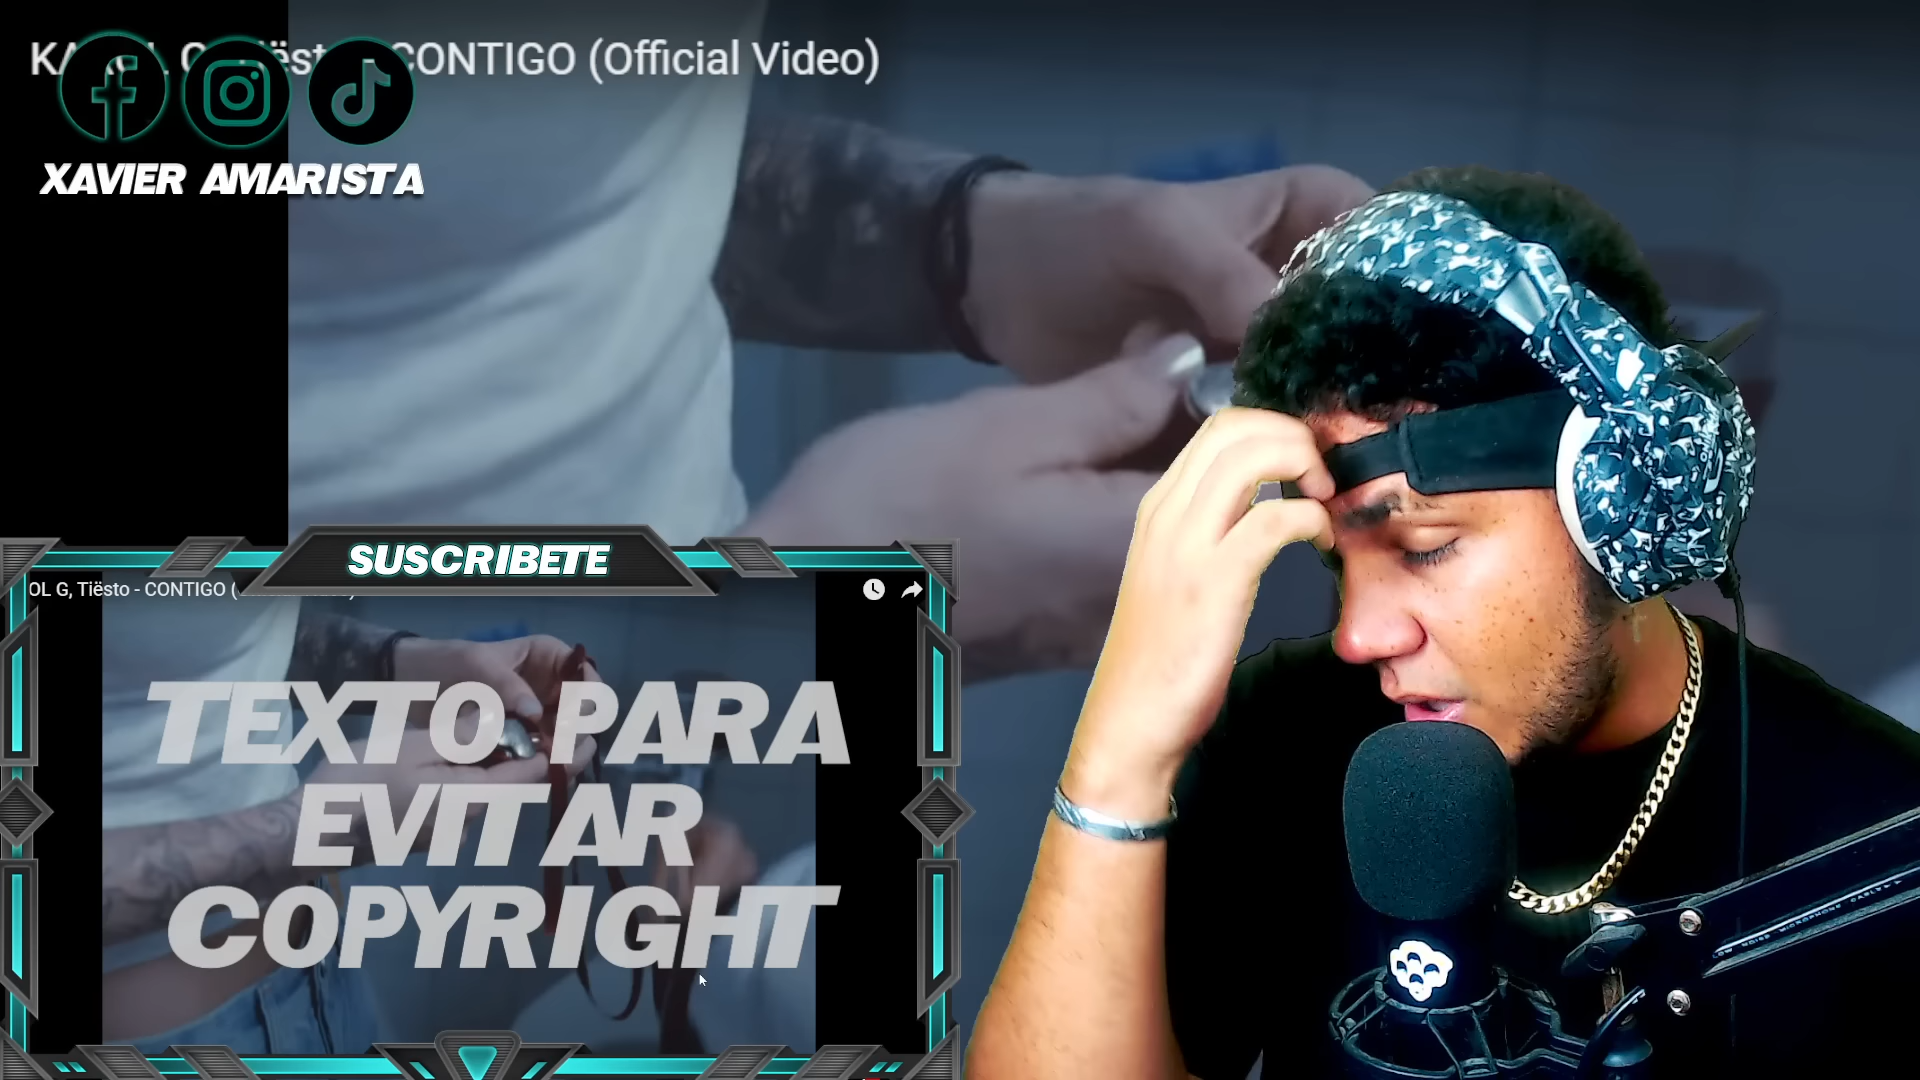 CONTIGO (Official Video)
XAVIER AMARISTA
SUSCRIBETE
OL G, Tiësto - CONTIGO (
TEXTO PARA
EVITAR
COPYRIGHT